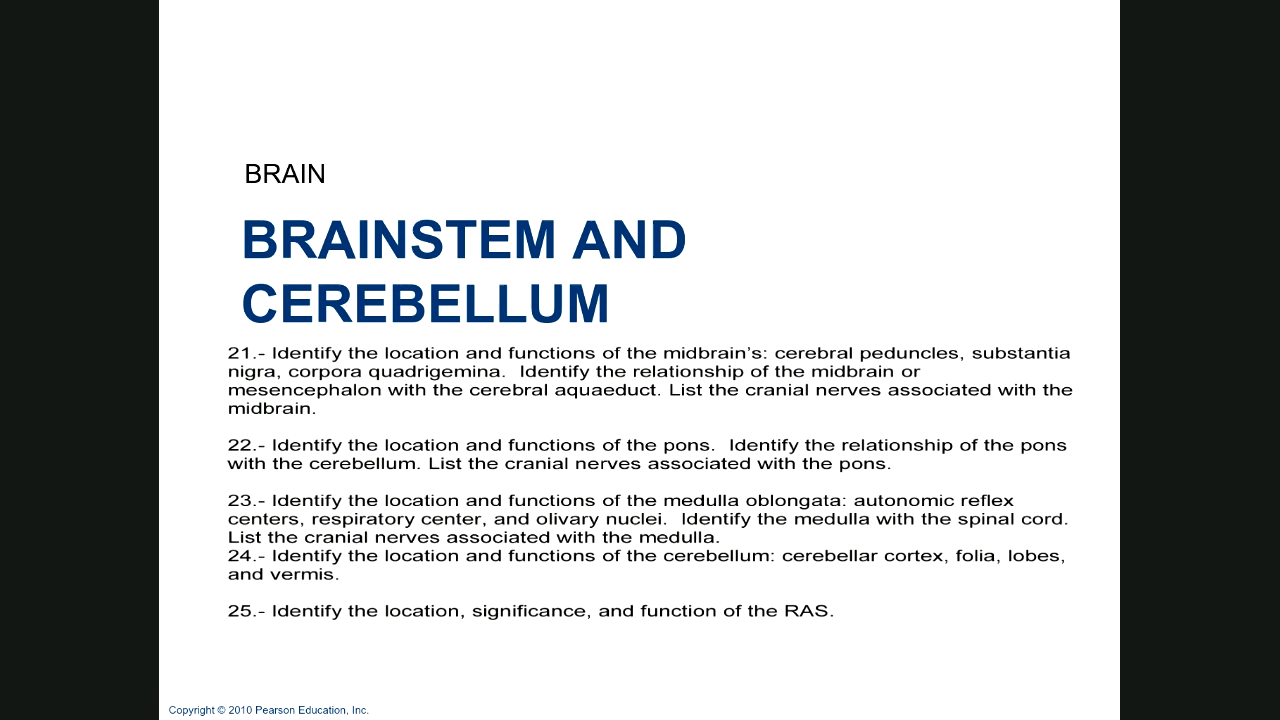 BRAIN
BRAINSTEM AND
CEREBELLUM
21.- Identify the location and functions of the midbrain's: cerebral peduncles, substantia
nigra, corpora quadrigemina.  Identify the relationship of the midbrain or
mesencephalon with the cerebral aquaeduct. List the cranial nerves associated with the
midbrain.
22.- Identify the location and functions of the pons.  Identify the relationship of the pons
with the cerebellum. List the cranial nerves associated with the pons.
23.- Identify the location and functions of the medulla oblongata: autonomic reflex
centers, respiratory center, and olivary nuclei.  Identify the medulla with the spinal cord.
List the cranial nerves associated with the medulla.
24.- Identify the location and functions of the cerebellum: cerebellar cortex, folia, lobes,
and vermis.
25.- Identify the location, significance, and function of the RAS.
Copyright © 2010 Pearson Education, Inc.